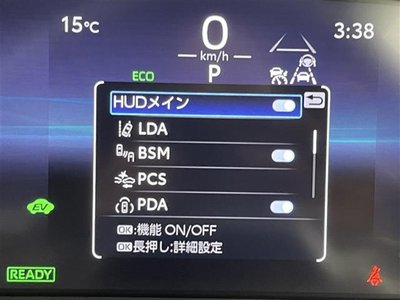 15℃
0
3:38
km/h
ECO
P
HUDメイン
LDA
BSM
PCS
PDA
EV
OK:機能 ON/OFF
OK長押し:詳細設定
READY